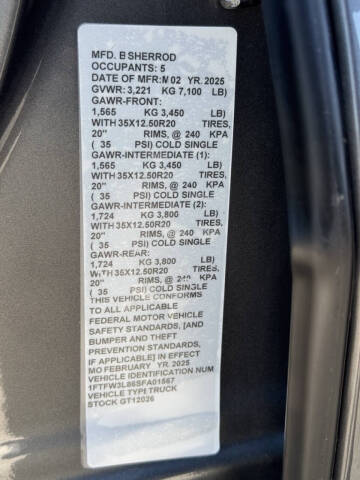 MFD. B SHERROD
OCCUPANTS: 5
DATE OF MFR: M 02 YR. 2025
GVWR: 3,221 KG 7,100 LB)
GAWR-FRONT:
1,565 KG 3,450 LB)
WITH 35X12.50R20 TIRES,
20" RIMS, @ 240 KPA
( 35 PSI) COLD SINGLE
GAWR-INTERMEDIATE (1):
1,565 KG 3,450 LB)
WITH 35X12.50R20 TIRES,
20" RIMS, @ 240 KPA
( 35 PSI) COLD SINGLE
GAWR-INTERMEDIATE (2):
1,724 KG 3,800 LB)
WITH 35X12.50R20 TIRES,
20" RIMS, @ 240 KPA
( 35 PSI) COLD SINGLE
GAWR-REAR:
1,724 KG 3,800 LB)
WITH 35X12.50R20 TIRES,
20" RIMS, @ 240 KPA
( 35 PSI) COLD SINGLE
THIS VEHICLE CONFORMS
TO ALL APPLICABLE
FEDERAL MOTOR VEHICLE
SAFETY STANDARDS, [AND
BUMPER AND THEFT
PREVENTION STANDARDS,
IF APPLICABLE] IN EFFECT
MO FEBRUARY YR. 2025
VEHICLE IDENTIFICATION NUM
1FTFW3L86SFA01567
VEHICLE TYPE TRUCK
STOCK GT12026